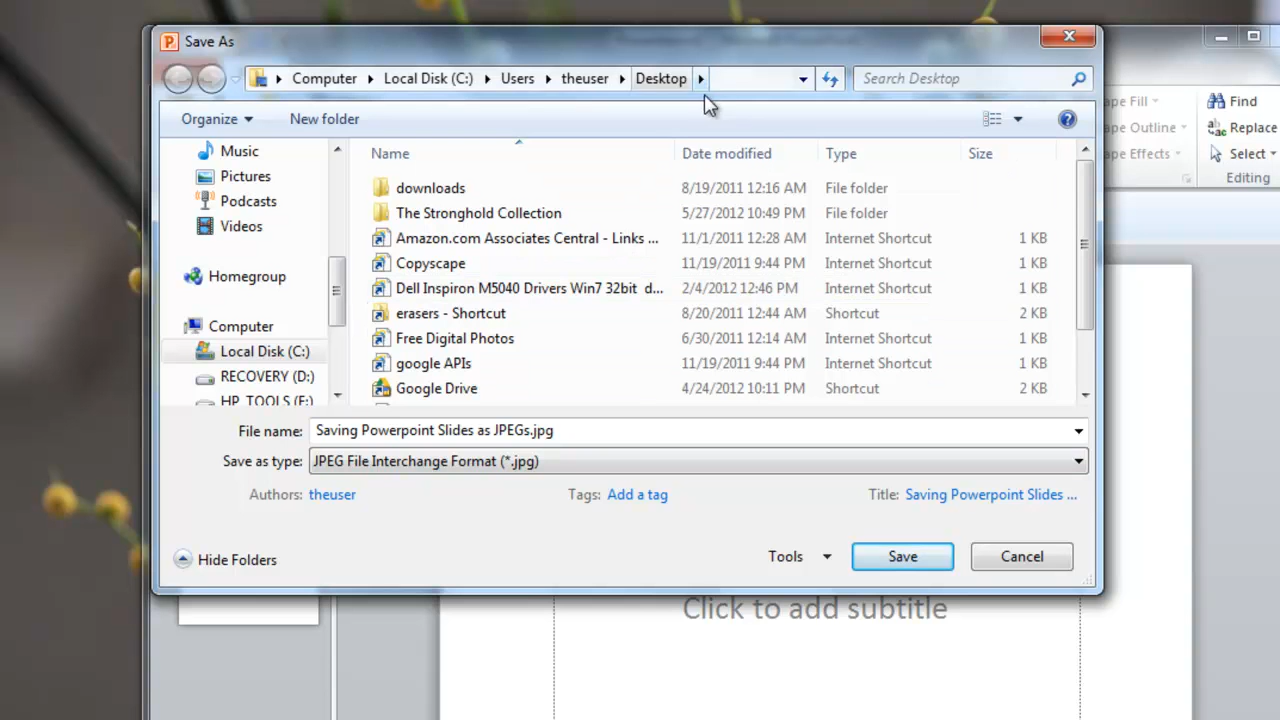 Save As
Computer Local Disk (C:) Users theuser Desktop Search Desktop
Organize New folder
ape Fill Find
ape Outline Replace
ape Effects Select
Editing
Music
Pictures
Podcasts
Videos
Homegroup
Computer
Local Disk (C:)
RECOVERY (D:)
HP_TOOLS (E:)
Name Date modified Type Size
downloads 8/19/2011 12:16 AM File folder
The Stronghold Collection 5/27/2012 10:49 PM File folder
Amazon.com Associates Central - Links ... 11/1/2011 12:28 AM Internet Shortcut 1 KB
Copyscape 11/19/2011 9:44 PM Internet Shortcut 1 KB
Dell Inspiron M5040 Drivers Win7 32bit d... 2/4/2012 12:46 PM Internet Shortcut 1 KB
erasers - Shortcut 8/20/2011 12:44 AM Shortcut 2 KB
Free Digital Photos 6/30/2011 12:14 AM Internet Shortcut 1 KB
google APIs 11/19/2011 9:44 PM Internet Shortcut 1 KB
Google Drive 4/24/2012 10:11 PM Shortcut 2 KB
File name: Saving Powerpoint Slides as JPEGs.jpg
Save as type: JPEG File Interchange Format (*.jpg)
Authors: theuser Tags: Add a tag Title: Saving Powerpoint Slides ...
Hide Folders Tools Save Cancel
Click to add subtitle